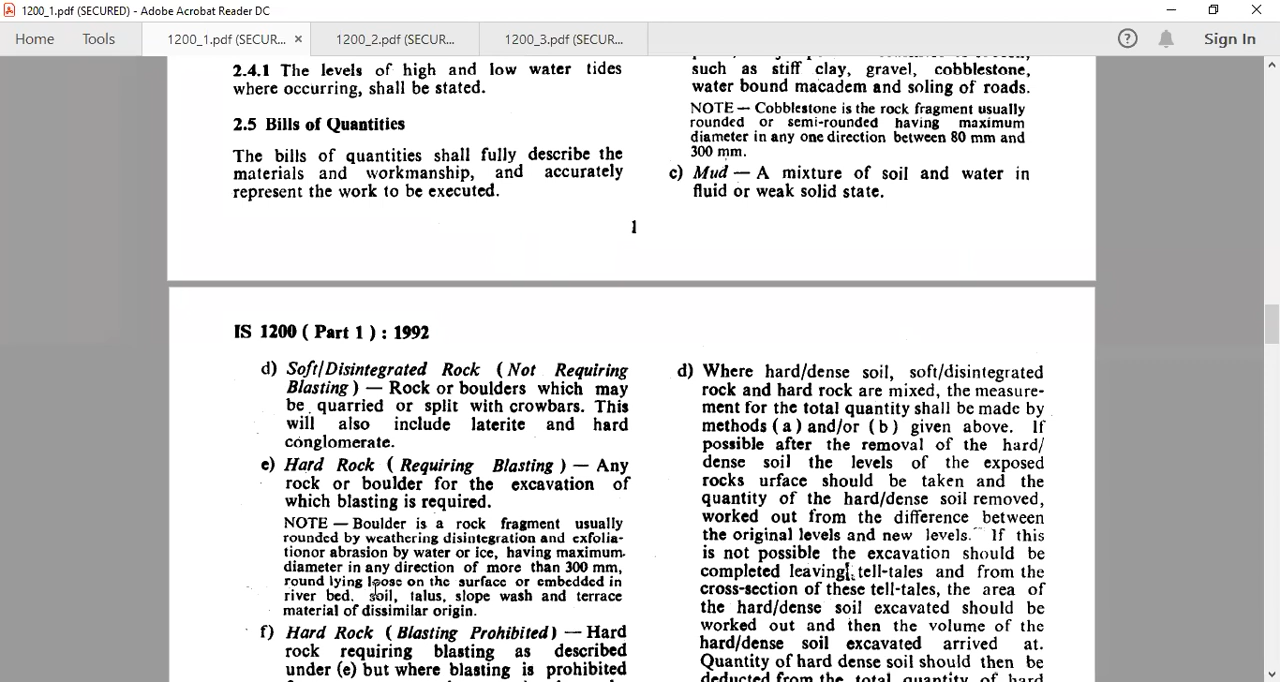 1200_1.pdf (SECURED) - Adobe Acrobat Reader DC
Home Tools 1200_1.pdf (SECUR... × 1200_2.pdf (SECUR... 1200_3.pdf (SECUR... Sign In
2.4.1 The levels of high and low water tides
where occurring, shall be stated.
2.5 Bills of Quantities
The bills of quantities shall fully describe the
materials and workmanship, and accurately
represent the work to be executed.
such as stiff clay, gravel, cobblestone,
water bound macadem and soling of roads.
NOTE — Cobblestone is the rock fragment usually
rounded or semi-rounded having maximum
diameter in any one direction between 80 mm and
300 mm.
c) Mud — A mixture of soil and water in
fluid or weak solid state.
1
IS 1200 ( Part 1 ) : 1992
d) Soft/Disintegrated Rock ( Not Requiring
Blasting ) — Rock or boulders which may
be quarried or split with crowbars. This
will also include laterite and hard
conglomerate.
e) Hard Rock ( Requiring Blasting ) — Any
rock or boulder for the excavation of
which blasting is required.
NOTE — Boulder is a rock fragment usually
rounded by weathering disintegration and exfolia-
tionor abrasion by water or ice, having maximum
diameter in any direction of more than 300 mm,
round lying loose on the surface or embedded in
river bed. soil, talus, slope wash and terrace
material of dissimilar origin.
f) Hard Rock ( Blasting Prohibited ) — Hard
rock requiring blasting as described
under (e) but where blasting is prohibited
d) Where hard/dense soil, soft/disintegrated
rock and hard rock are mixed, the measure-
ment for the total quantity shall be made by
methods ( a ) and/or ( b ) given above. If
possible after the removal of the hard/
dense soil the levels of the exposed
rocks urface should be taken and the
quantity of the hard/dense soil removed,
worked out from the difference between
the original levels and new levels. If this
is not possible the excavation should be
completed leaving tell-tales and from the
cross-section of these tell-tales, the area of
the hard/dense soil excavated should be
worked out and then the volume of the
hard/dense soil excavated arrived at.
Quantity of hard dense soil should then be
deducted from the total quantity of hard